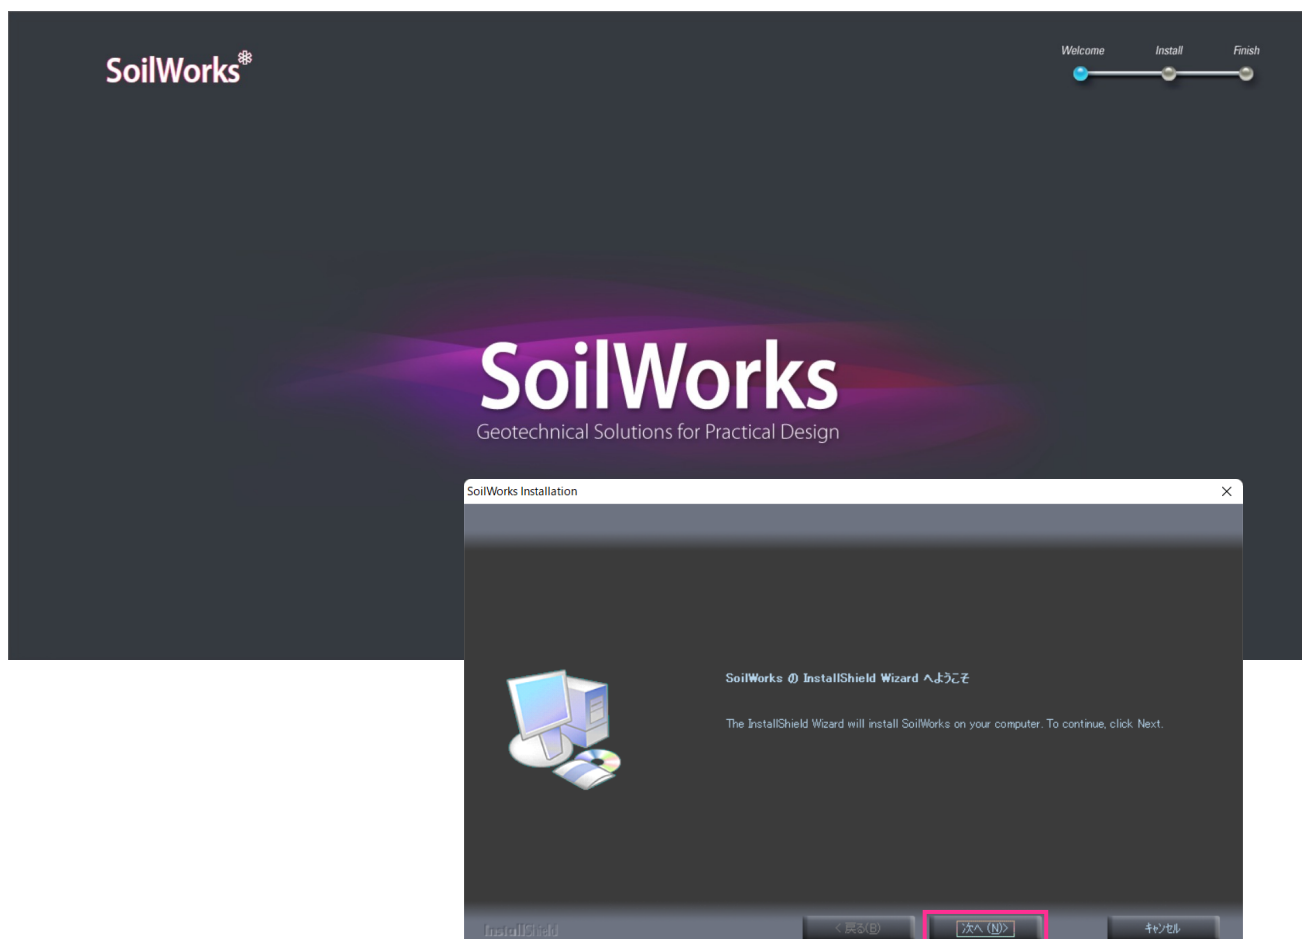 SoilWorks
Welcome Install Finish
SoilWorks
Geotechnical Solutions for Practical Design
SoilWorks Installation
SoilWorks の InstallShield Wizard へようこそ
The InstallShield Wizard will install SoilWorks on your computer. To continue, click Next.
InstallShield
< 戻る(B)
次へ (N)>
キャンセル